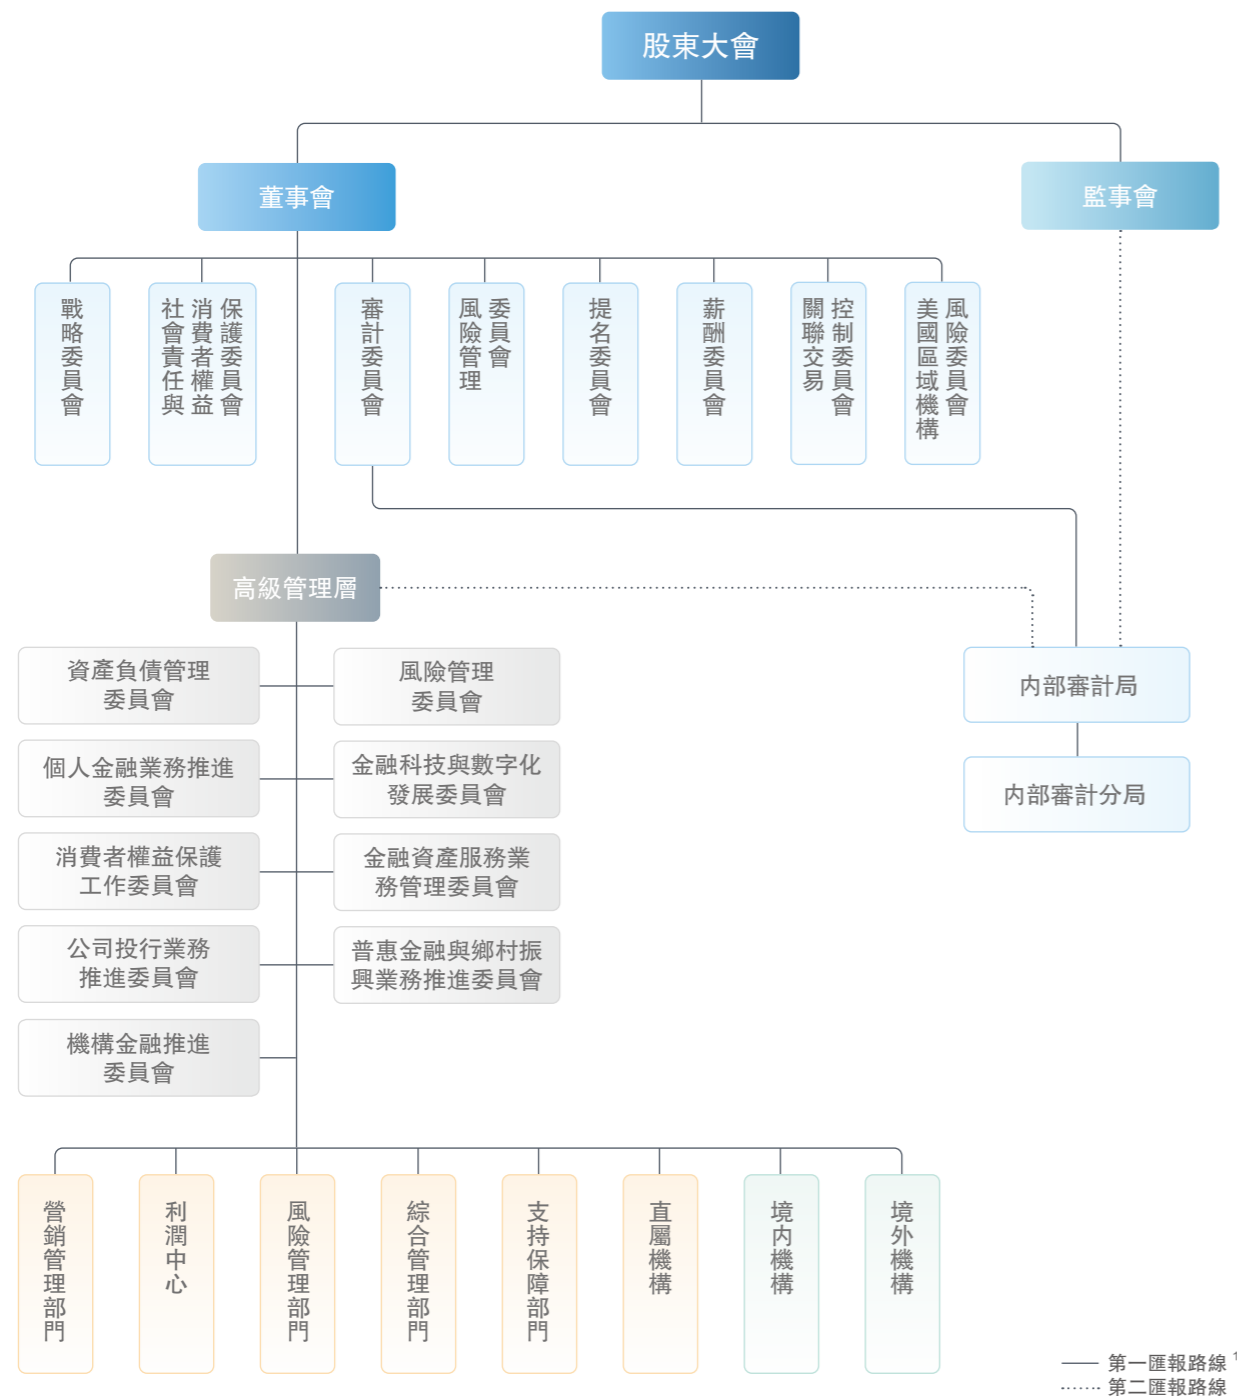 股東大會
董事會
監事會
戰略委員會
社會責任與
消費者權益
保護委員會
審計委員會
風險管理
委員會
提名委員會
薪酬委員會
關聯交易
控制委員會
美國區域機構
風險委員會
高級管理層
資產負債管理
委員會
風險管理
委員會
個人金融業務推進
委員會
金融科技與數字化
發展委員會
消費者權益保護
工作委員會
金融資產服務業
務管理委員會
公司投行業務
推進委員會
普惠金融與鄉村振
興業務推進委員會
機構金融推進
委員會
内部審計局
内部審計分局
營銷管理部門
利潤中心
風險管理部門
綜合管理部門
支持保障部門
直屬機構
境内機構
境外機構
第一匯報路線 1
第二匯報路線